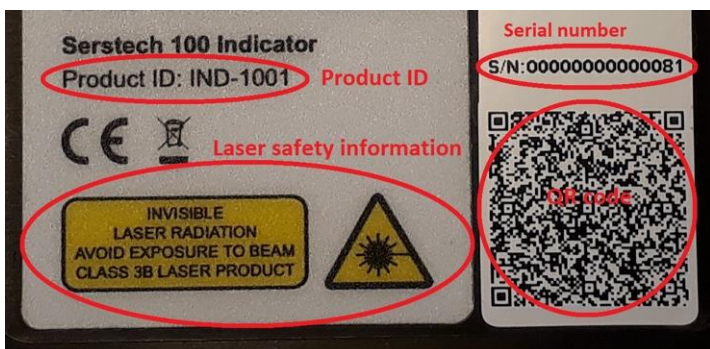 Serstech 100 Indicator
Product ID: IND-1001
Product ID
CE
Laser safety information
INVISIBLE
LASER RADIATION
AVOID EXPOSURE TO BEAM
CLASS 3B LASER PRODUCT
Serial number
S/N:00000000000081
QR code